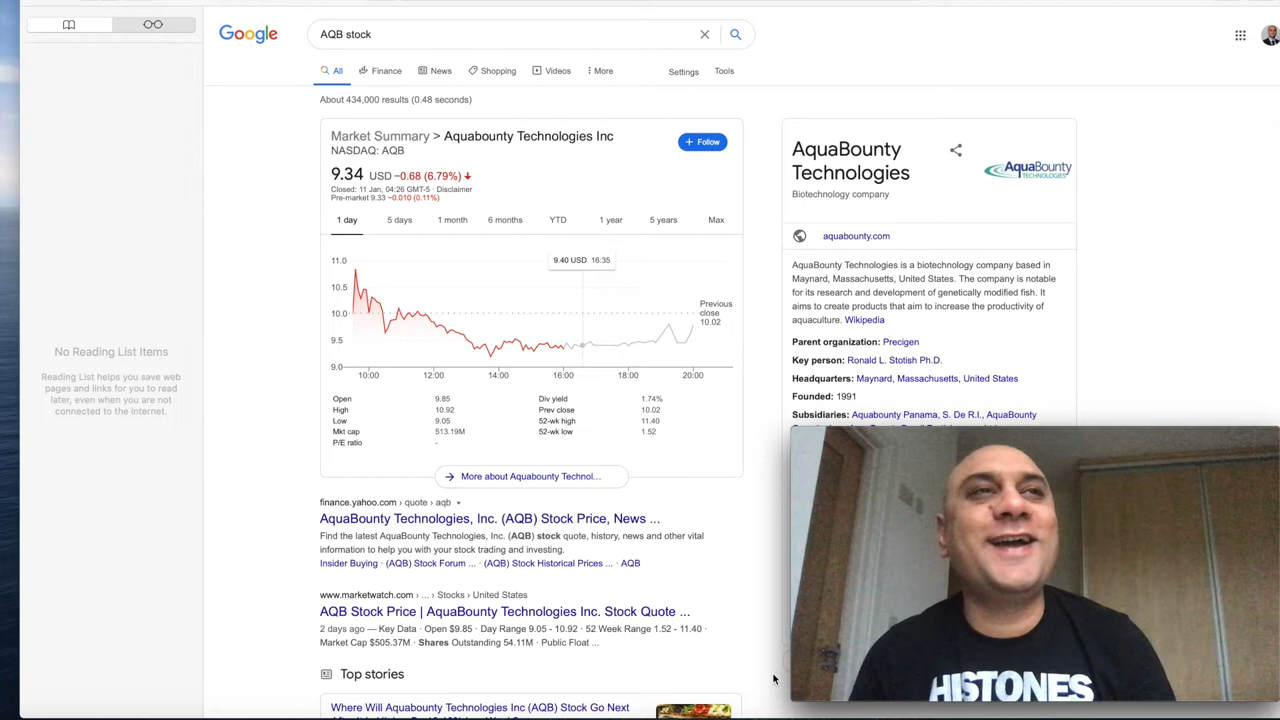 Google
AQB stock
All
Finance
News
Shopping
Videos
More
Settings
Tools
About 434,000 results (0.48 seconds)
Market Summary > Aquabounty Technologies Inc
NASDAQ: AQB
Follow
9.34 USD −0.68 (6.79%)
Closed: 11 Jan, 04:26 GMT-5 · Disclaimer
Pre-market 9.33 −0.010 (0.11%)
1 day
5 days
1 month
6 months
YTD
1 year
5 years
Max
9.40 USD 16:35
11.0
10.5
10.0
9.5
9.0
Previous
close
10.02
10:00
12:00
14:00
16:00
18:00
20:00
Open 9.85
High 10.92
Low 9.05
Mkt cap 513.19M
P/E ratio -
Div yield 1.74%
Prev close 10.02
52-wk high 11.40
52-wk low 1.52
More about Aquabounty Technol...
finance.yahoo.com › quote › aqb
AquaBounty Technologies, Inc. (AQB) Stock Price, News ...
Find the latest AquaBounty Technologies, Inc. (AQB) stock quote, history, news and other vital
information to help you with your stock trading and investing.
Insider Buying · (AQB) Stock Forum ... · (AQB) Stock Historical Prices ... · AQB
www.marketwatch.com › ... › Stocks › United States
AQB Stock Price | AquaBounty Technologies Inc. Stock Quote ...
2 days ago — Key Data · Open $9.85 · Day Range 9.05 - 10.92 · 52 Week Range 1.52 - 11.40 ·
Market Cap $505.37M · Shares Outstanding 54.11M · Public Float ...
Top stories
Where Will Aquabounty Technologies Inc (AQB) Stock Go Next
AquaBounty
Technologies
Biotechnology company
AquaBounty
TECHNOLOGIES
aquabounty.com
AquaBounty Technologies is a biotechnology company based in
Maynard, Massachusetts, United States. The company is notable
for its research and development of genetically modified fish. It
aims to create products that aim to increase the productivity of
aquaculture. Wikipedia
Parent organization: Precigen
Key person: Ronald L. Stotish Ph.D.
Headquarters: Maynard, Massachusetts, United States
Founded: 1991
Subsidiaries: Aquabounty Panama, S. De R.I., AquaBounty
No Reading List Items
Reading List helps you save web
pages and links for you to read
later, even when you are not
connected to the internet.
HISTONES